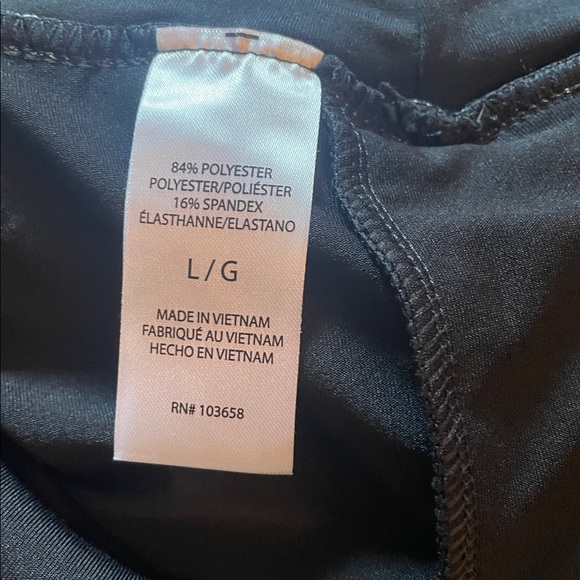 84% POLYESTER
POLYESTER/POLIÉSTER
16% SPANDEX
ÉLASTHANNE/ELASTANO
L / G
MADE IN VIETNAM
FABRIQUÉ AU VIETNAM
HECHO EN VIETNAM
RN# 103658